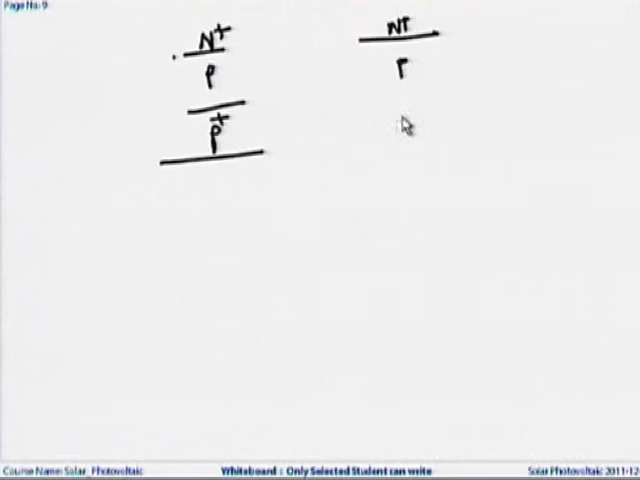 Page No: 9
N+
P
P+
N+
P
Course Name: Solar_Photovoltaic
Whiteboard : Only Selected Student can write
Solar Photovoltaic 2011-12